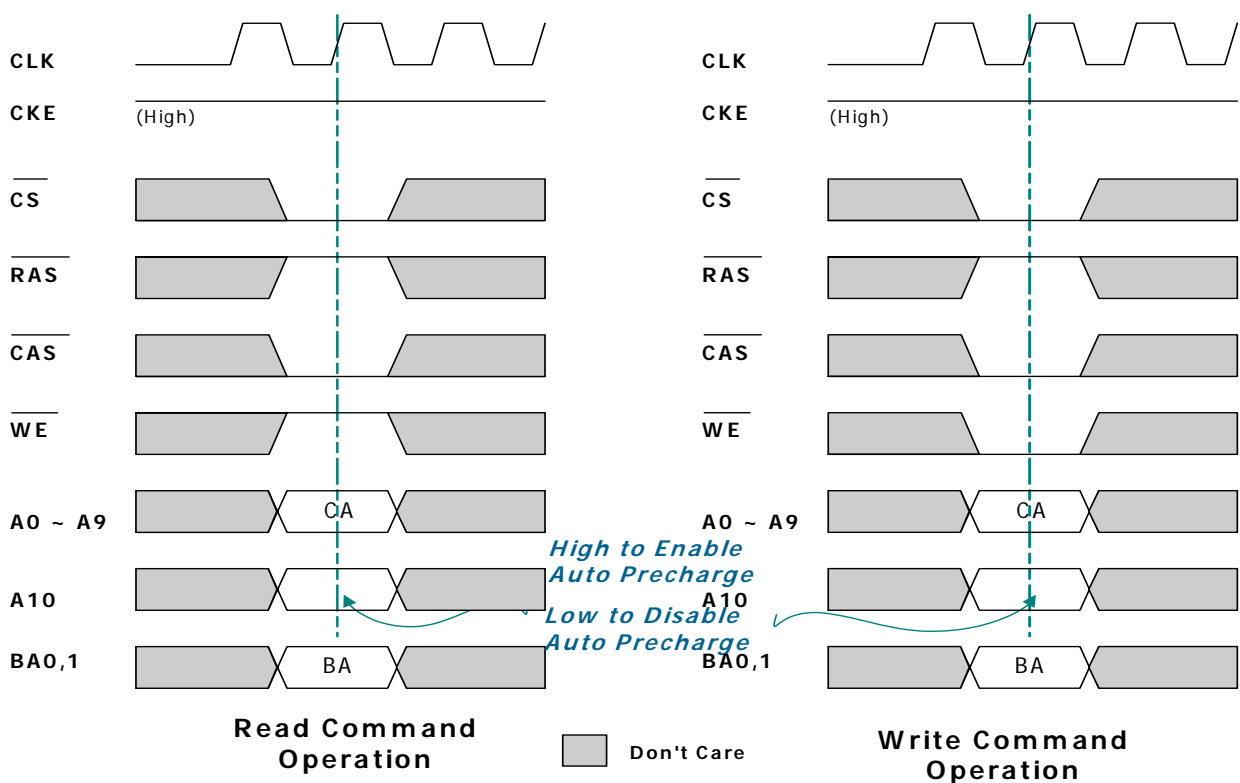 CLK
CKE
(High)
CS
RAS
CAS
WE
A0 ~ A9
CA
A10
BA0,1
BA
Read Command
Operation
High to Enable
Auto Precharge
Low to Disable
Auto Precharge
Don't Care
CLK
CKE
(High)
CS
RAS
CAS
WE
A0 ~ A9
CA
A10
BA0,1
BA
Write Command
Operation